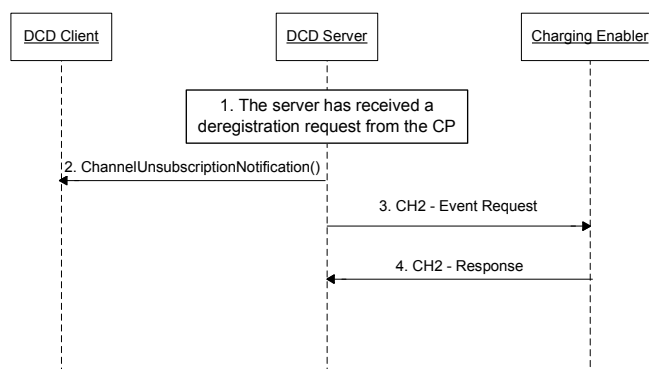 DCD Client
DCD Server
Charging Enabler
1. The server has received a
deregistration request from the CP
2. ChannelUnsubscriptionNotification()
3. CH2 - Event Request
4. CH2 - Response